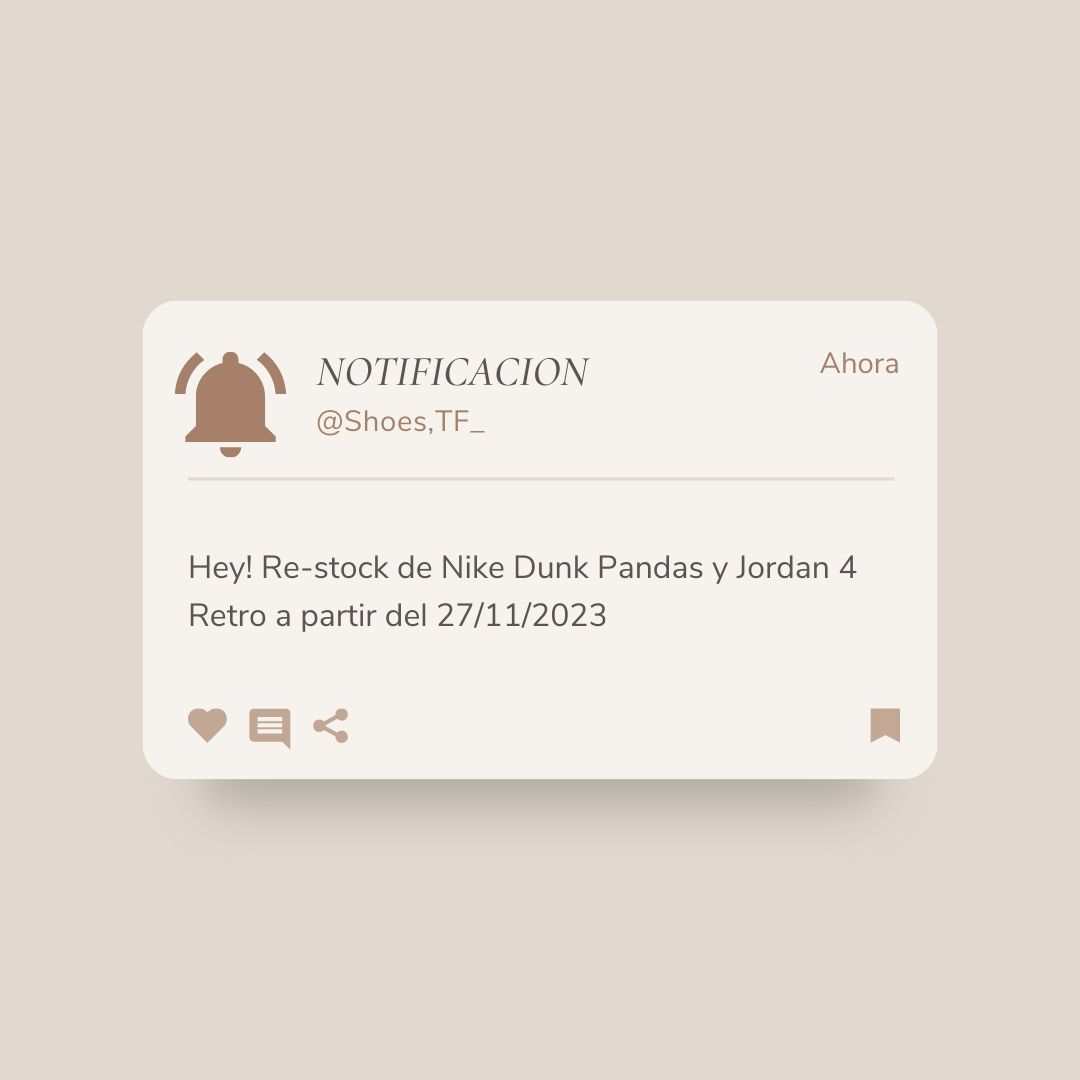 NOTIFICACION
Ahora
@Shoes,TF_
Hey! Re-stock de Nike Dunk Pandas y Jordan 4
Retro a partir del 27/11/2023